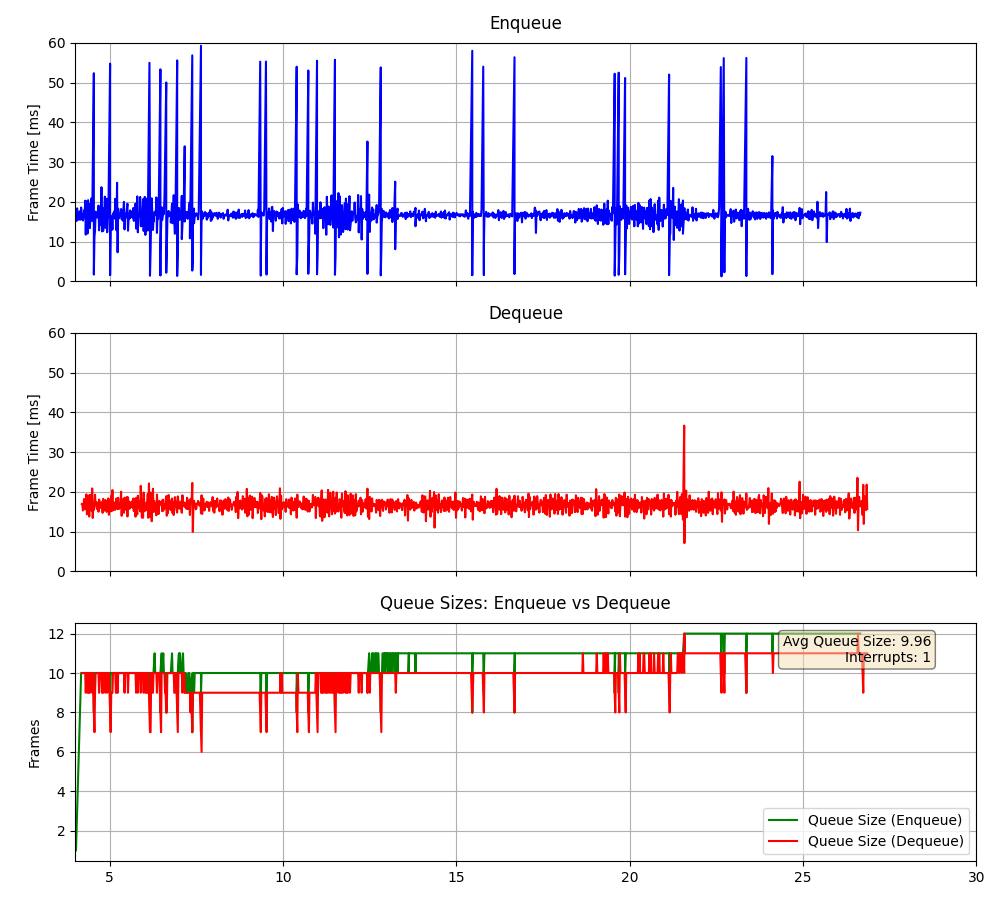 Enqueue
60
50
40
30
20
10
0
Frame Time [ms]
Dequeue
60
50
40
30
20
10
0
Frame Time [ms]
Queue Sizes: Enqueue vs Dequeue
12
10
8
6
4
2
Frames
Avg Queue Size: 9.96
Interrupts: 1
Queue Size (Enqueue)
Queue Size (Dequeue)
5 10 15 20 25 30